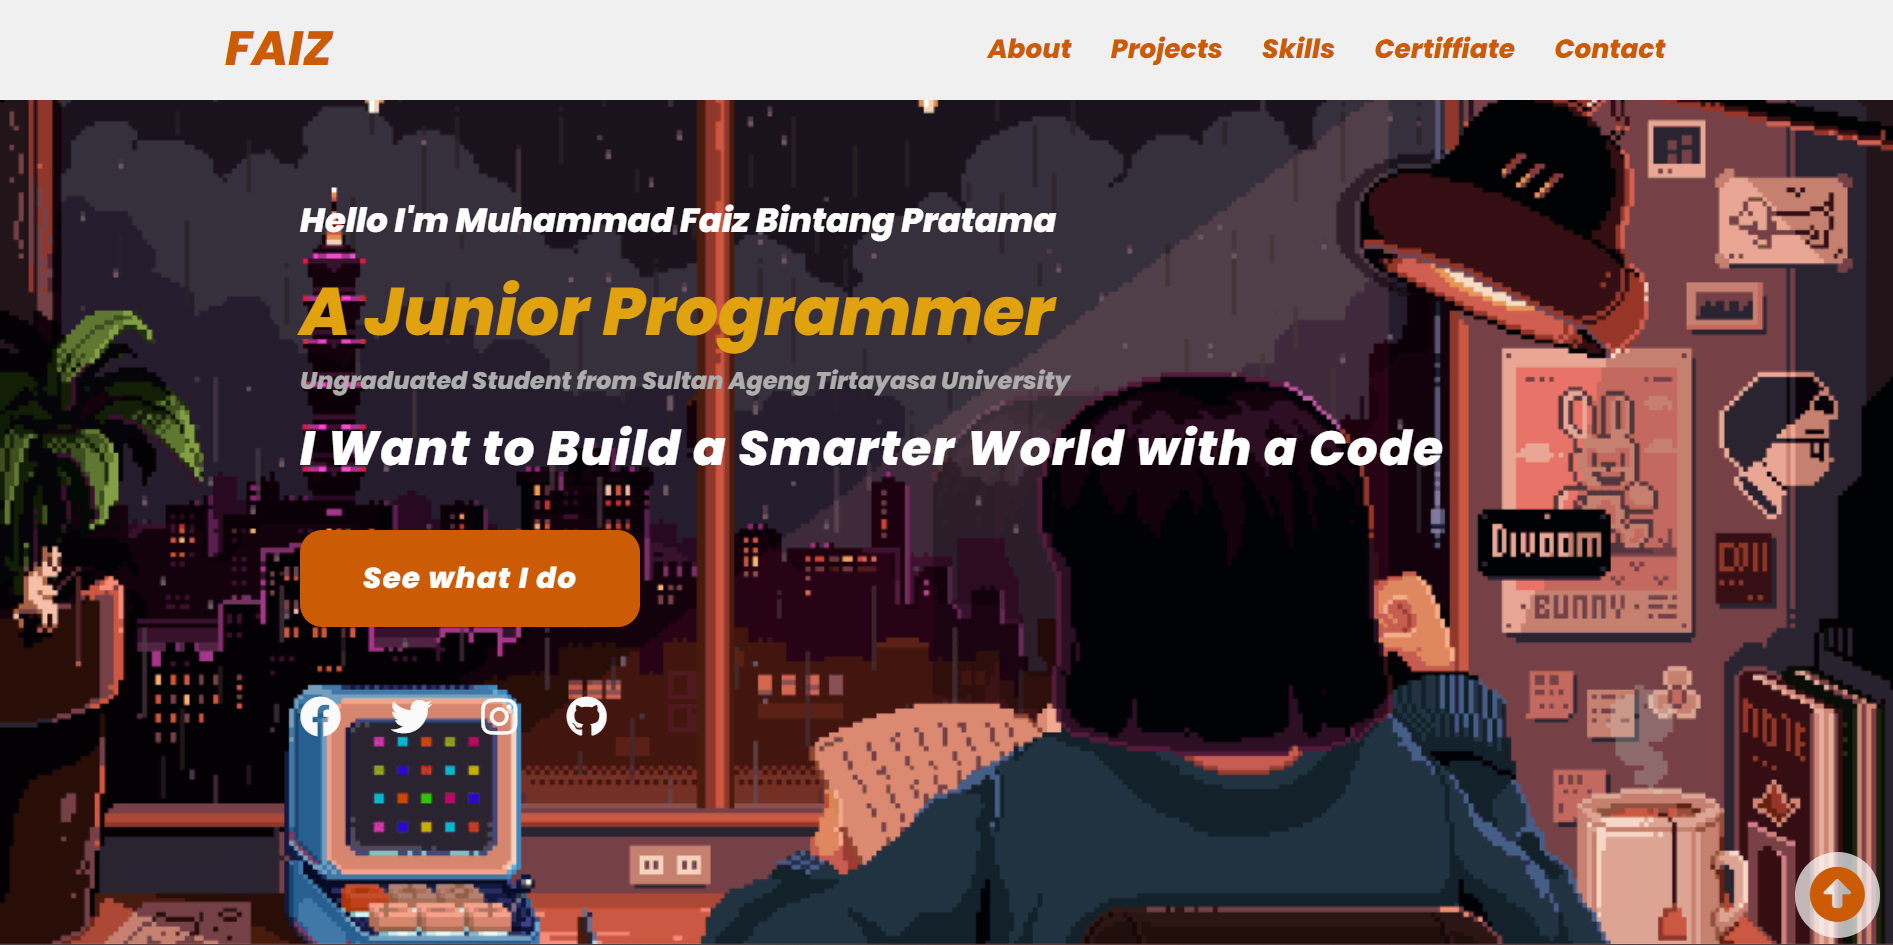 FAIZ
About Projects Skills Certiffiate Contact
Hello I'm Muhammad Faiz Bintang Pratama
A Junior Programmer
Ungraduated Student from Sultan Ageng Tirtayasa University
I Want to Build a Smarter World with a Code
Divoom
BUNNY
See what I do
NOTE